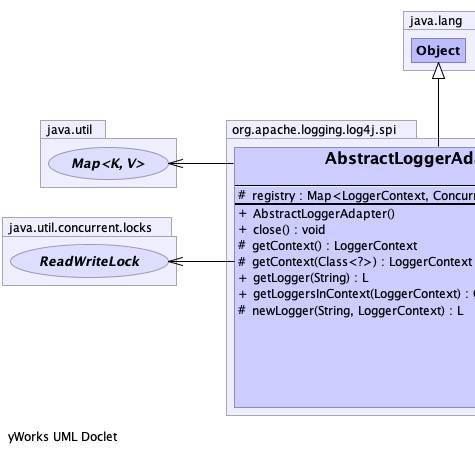 java.lang
Object
java.util
Map<K, V>
org.apache.logging.log4j.spi
AbstractLoggerAda
# registry : Map<LoggerContext, Concurr
java.util.concurrent.locks
ReadWriteLock
+ AbstractLoggerAdapter()
+ close() : void
# getContext() : LoggerContext
# getContext(Class<?>) : LoggerContext
+ getLogger(String) : L
+ getLoggersInContext(LoggerContext) :
# newLogger(String, LoggerContext) : L
yWorks UML Doclet